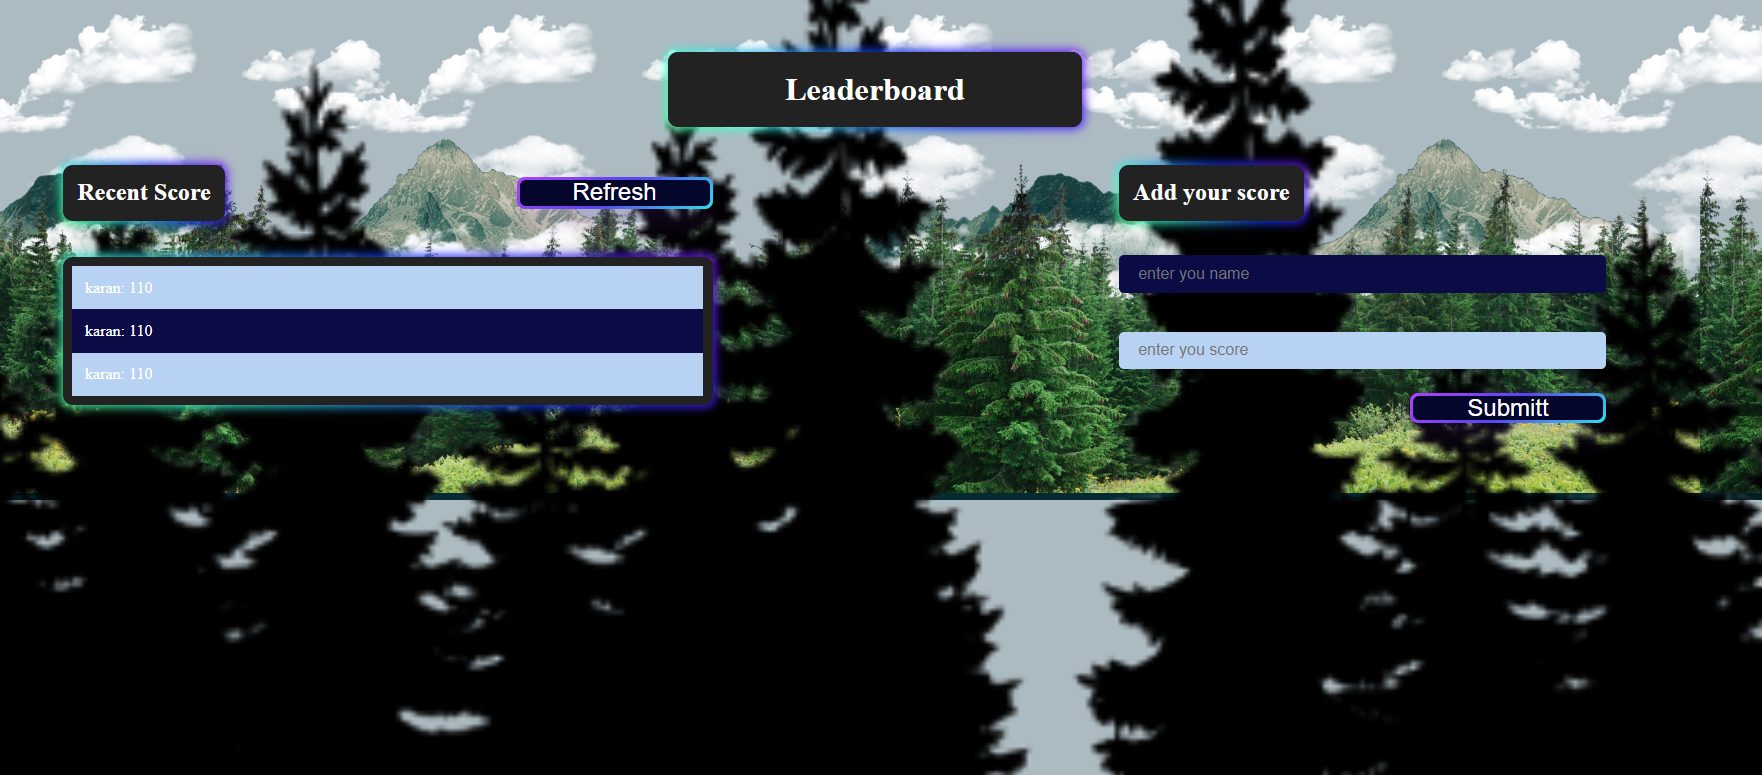 Leaderboard
Recent Score
Refresh
karan: 110
karan: 110
karan: 110
Add your score
enter you name
enter you score
Submitt